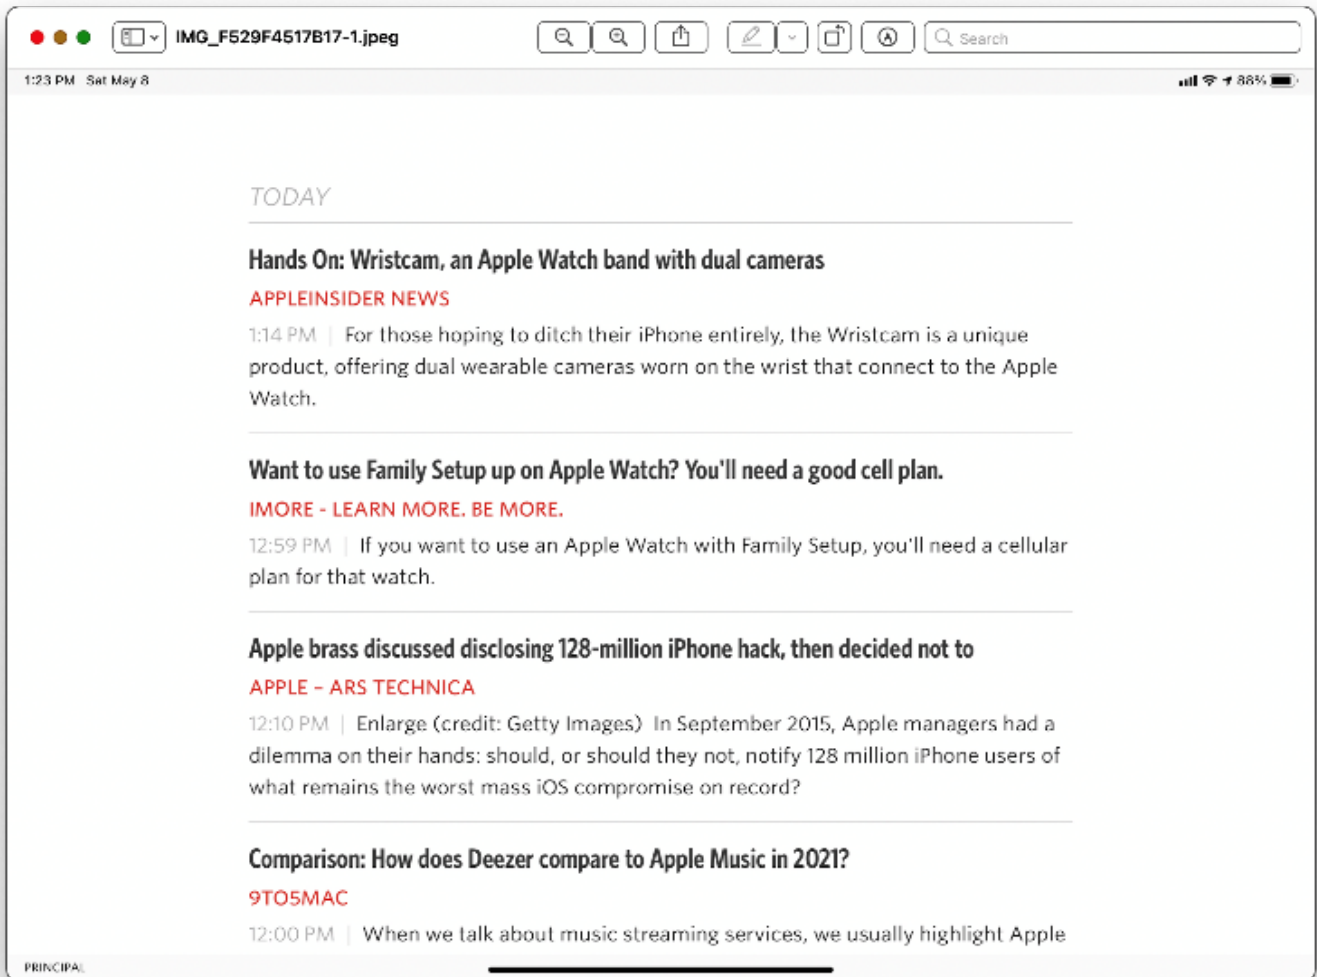 IMG_F529F4517B17-1.jpeg
Search
1:23 PM Sat May 8
88%
TODAY
Hands On: Wristcam, an Apple Watch band with dual cameras
APPLEINSIDER NEWS
1:14 PM | For those hoping to ditch their iPhone entirely, the Wristcam is a unique
product, offering dual wearable cameras worn on the wrist that connect to the Apple
Watch.
Want to use Family Setup up on Apple Watch? You'll need a good cell plan.
IMORE - LEARN MORE. BE MORE.
12:59 PM | If you want to use an Apple Watch with Family Setup, you'll need a cellular
plan for that watch.
Apple brass discussed disclosing 128-million iPhone hack, then decided not to
APPLE – ARS TECHNICA
12:10 PM | Enlarge (credit: Getty Images) In September 2015, Apple managers had a
dilemma on their hands: should, or should they not, notify 128 million iPhone users of
what remains the worst mass iOS compromise on record?
Comparison: How does Deezer compare to Apple Music in 2021?
9TO5MAC
12:00 PM | When we talk about music streaming services, we usually highlight Apple
PRINCIPAL